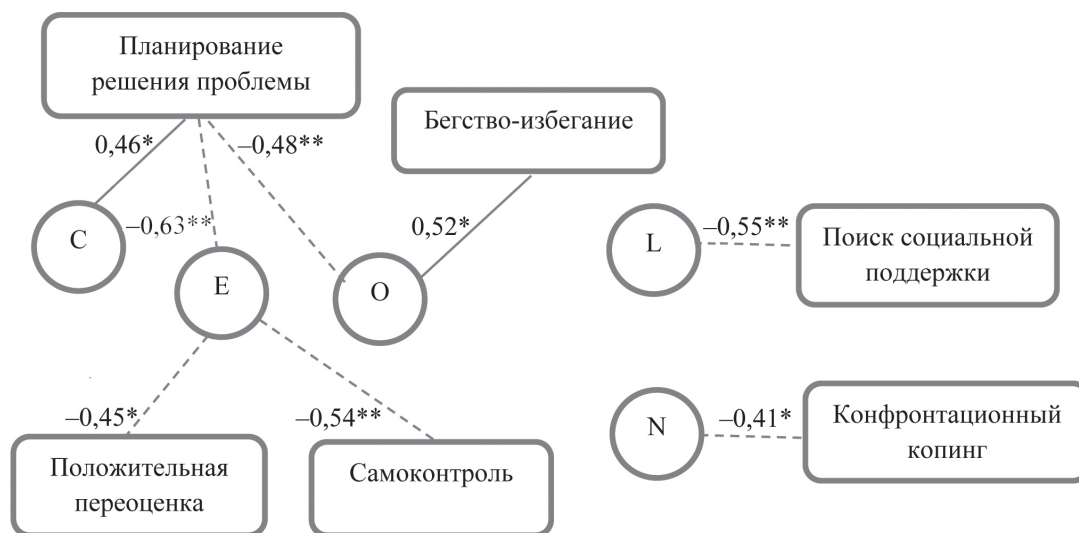 Планирование
решения проблемы
Бегство-избегание
0,46*
–0,48**
–0,63**
0,52*
C
E
O
L
–0,55**
Поиск социальной
поддержки
–0,45*
–0,54**
N
–0,41*
Конфронтационный
копинг
Положительная
переоценка
Самоконтроль